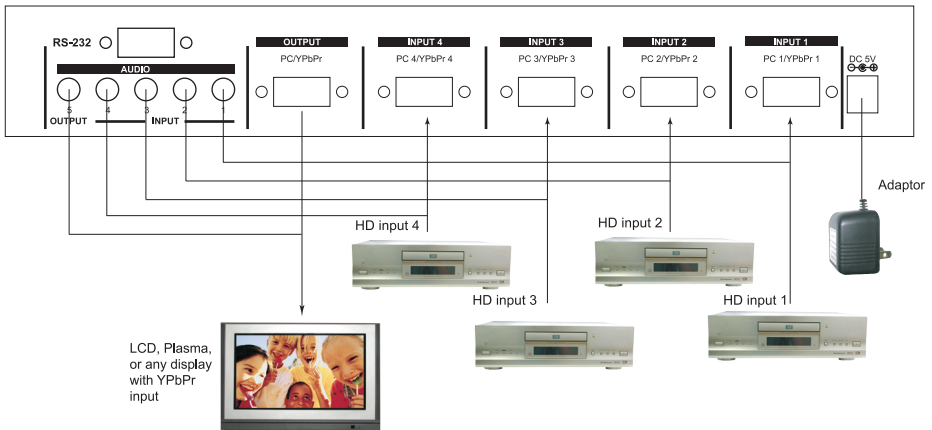 RS-232
OUTPUT
INPUT 4
INPUT 3
INPUT 2
INPUT 1
PC/YPbPr
PC 4/YPbPr 4
PC 3/YPbPr 3
PC 2/YPbPr 2
PC 1/YPbPr 1
DC 5V
AUDIO
5
4
3
2
1
OUTPUT
INPUT
Adaptor
HD input 4
HD input 2
HD input 3
HD input 1
LCD, Plasma,
or any display
with YPbPr
input